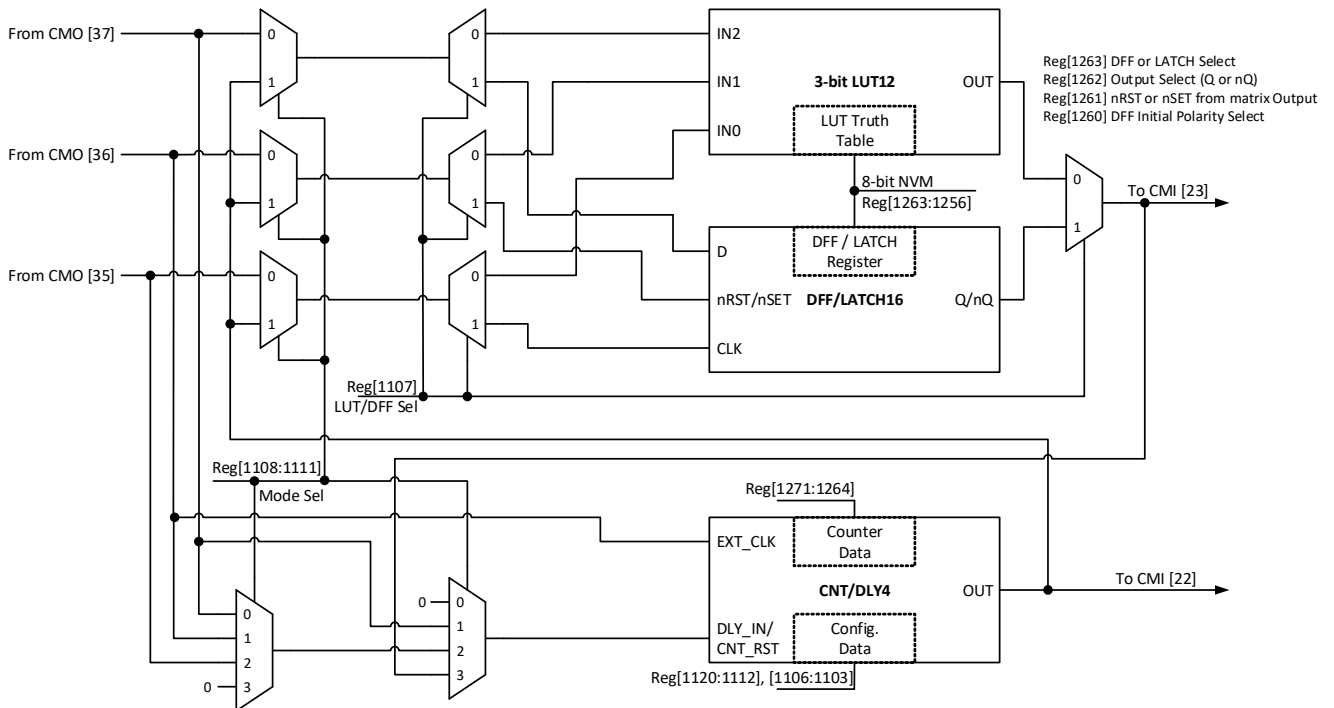 From CMO [37]
0
1
0
1
IN2
IN1
IN0
3-bit LUT12
LUT Truth
Table
OUT
Reg[1263] DFF or LATCH Select
Reg[1262] Output Select (Q or nQ)
Reg[1261] nRST or nSET from matrix Output
Reg[1260] DFF Initial Polarity Select
From CMO [36]
0
1
0
1
8-bit NVM
Reg[1263:1256]
0
1
To CMI [23]
From CMO [35]
0
1
0
1
D
nRST/nSET
CLK
DFF / LATCH
Register
DFF/LATCH16
Q/nQ
Reg[1107]
LUT/DFF Sel
Reg[1108:1111]
Mode Sel
Reg[1271:1264]
EXT_CLK
Counter
Data
CNT/DLY4
OUT
To CMI [22]
DLY_IN/
CNT_RST
Config.
Data
0
1
2
0
3
0
0
1
2
3
Reg[1120:1112], [1106:1103]